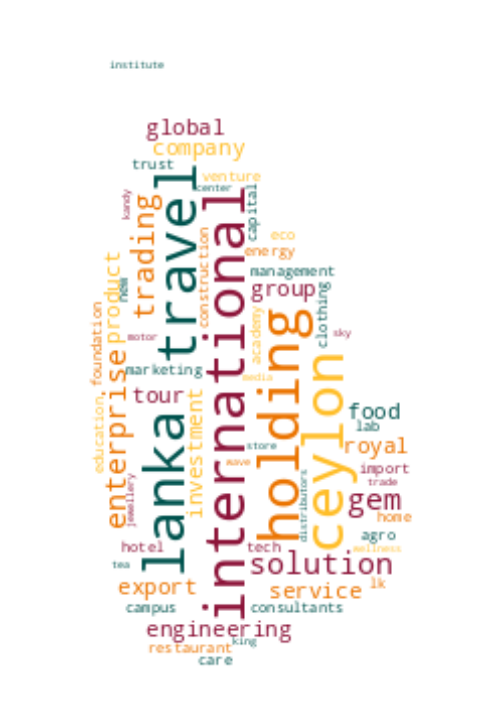 institute
global
company
trust
venture
center
kandy
travel
trading
international
capital
construction
eco
energy
management
group
product
new
clothing
foundation
holding
academy
sky
motor
enterprise
marketing
ceylon
media
tour
investment
education
lanka
food
lab
royal
store
wave
import
trade
distributors
jewellery
gem
home
agro
hotel
tech
wellness
tea
solution
export
service
lk
campus
consultants
engineering
king
restaurant
care